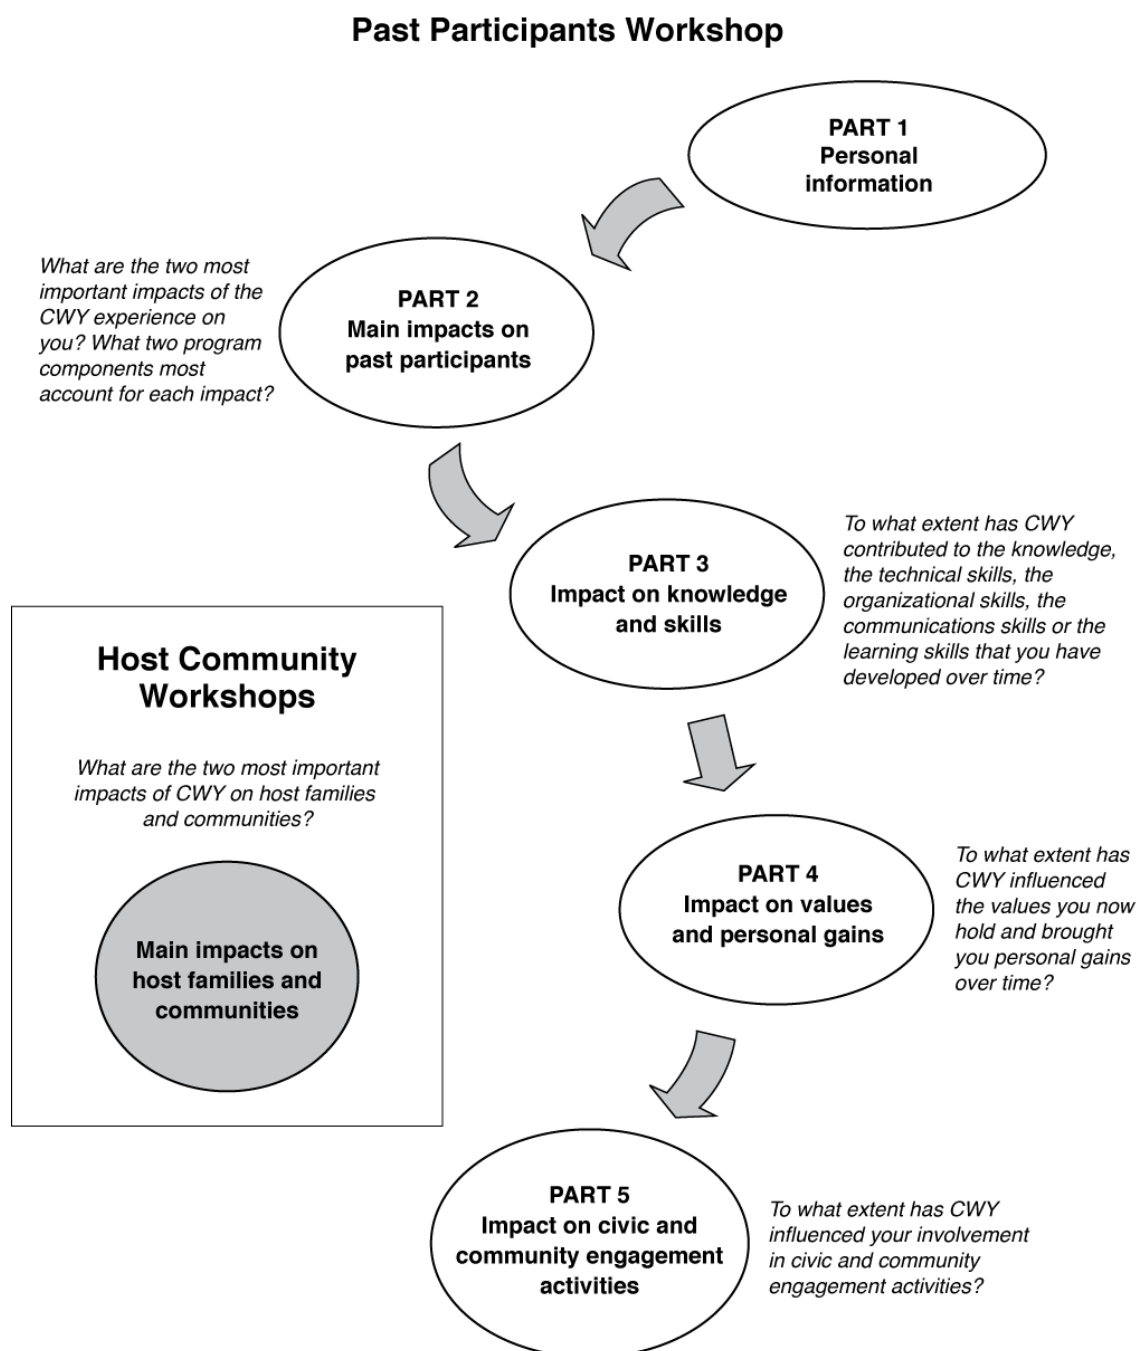 Past Participants Workshop
PART 1
Personal
information
What are the two most
important impacts of the
CWY experience on
you? What two program
components most
account for each impact?
PART 2
Main impacts on
past participants
PART 3
Impact on knowledge
and skills
To what extent has CWY
contributed to the knowledge,
the technical skills, the
organizational skills, the
communications skills or the
learning skills that you have
developed over time?
Host Community
Workshops
What are the two most important
impacts of CWY on host families
and communities?
Main impacts on
host families and
communities
PART 4
Impact on values
and personal gains
To what extent has
CWY influenced
the values you now
hold and brought
you personal gains
over time?
PART 5
Impact on civic and
community engagement
activities
To what extent has CWY
influenced your involvement
in civic and community
engagement activities?